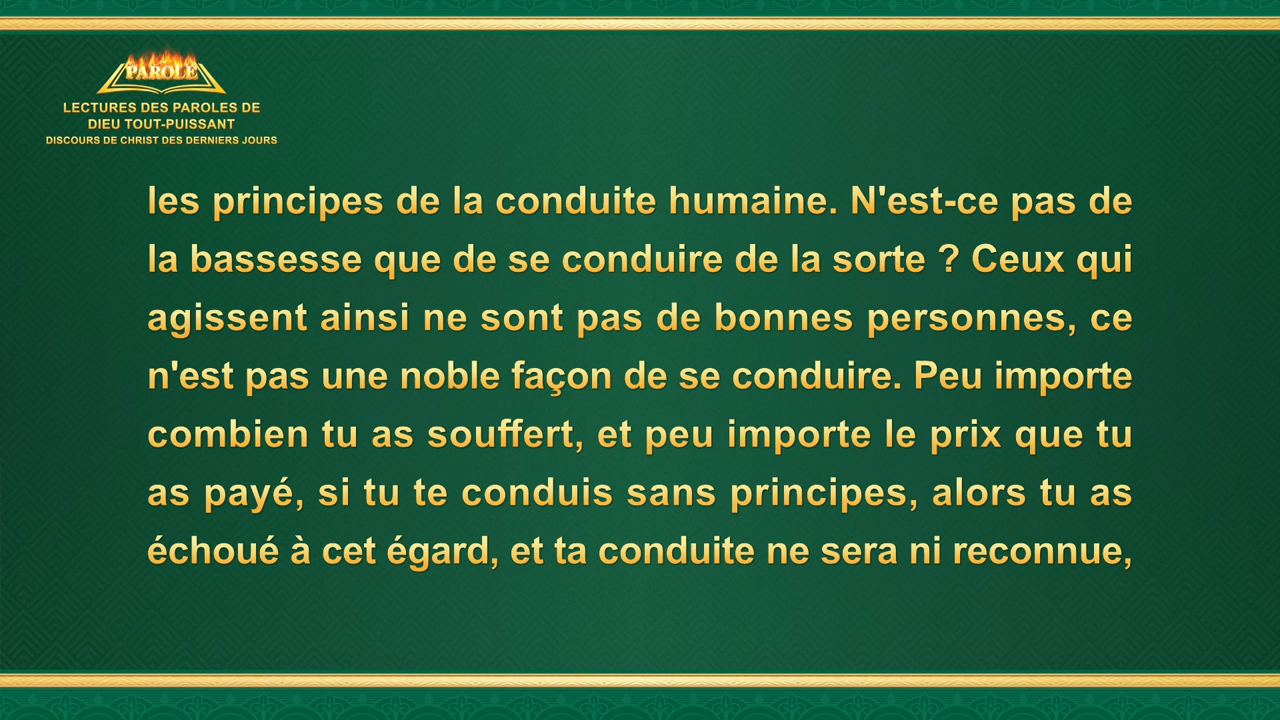 PAROLE
LECTURES DES PAROLES DE
DIEU TOUT-PUISSANT
DISCOURS DE CHRIST DES DERNIERS JOURS
les principes de la conduite humaine. N'est-ce pas de
la bassesse que de se conduire de la sorte ? Ceux qui
agissent ainsi ne sont pas de bonnes personnes, ce
n'est pas une noble façon de se conduire. Peu importe
combien tu as souffert, et peu importe le prix que tu
as payé, si tu te conduis sans principes, alors tu as
échoué à cet égard, et ta conduite ne sera ni reconnue,